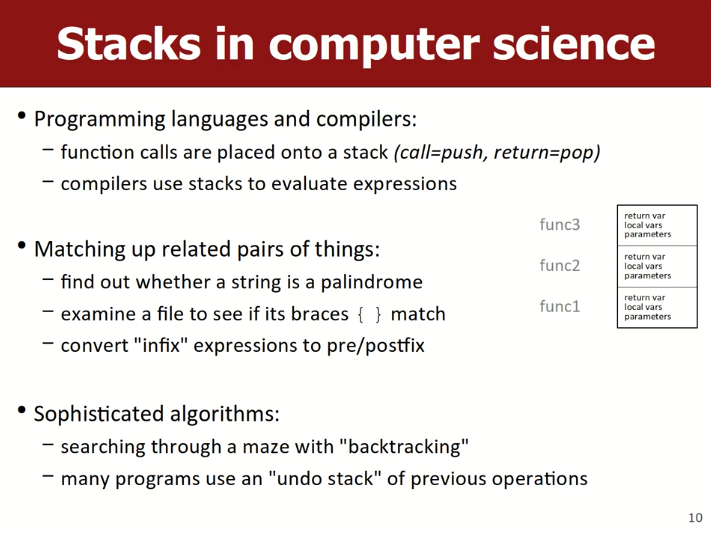 Stacks in computer science
• Programming languages and compilers:
– function calls are placed onto a stack (call=push, return=pop)
– compilers use stacks to evaluate expressions
• Matching up related pairs of things:
– find out whether a string is a palindrome
– examine a file to see if its braces { } match
– convert "infix" expressions to pre/postfix
func3
return var
local vars
parameters
func2
return var
local vars
parameters
func1
return var
local vars
parameters
• Sophisticated algorithms:
– searching through a maze with "backtracking"
– many programs use an "undo stack" of previous operations
10